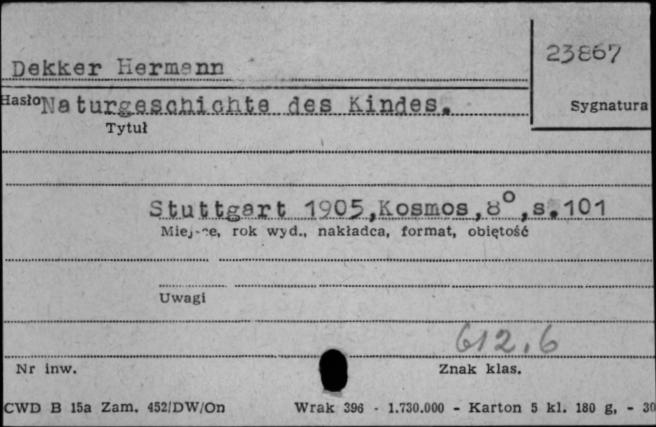 23867
Dekker Hermann
Hasło Naturgeschichte des Kindes.
Sygnatura
Tytuł
Stuttgart 1905,Kosmos,8°,s.101
Miejsce, rok wyd., nakładca, format, objętość
Uwagi
612.6
Nr inw.
Znak klas.
CWD B 15a Zam. 452/DW/On Wrak 396 - 1.730.000 - Karton 5 kl. 180 g, - 30